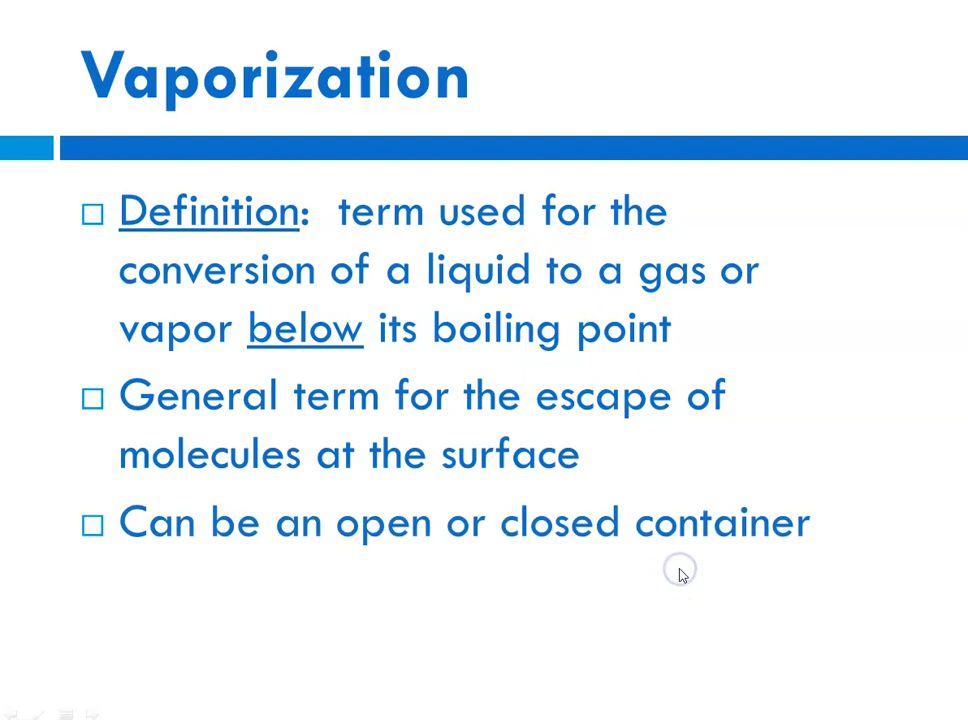 Vaporization
Definition: term used for the
conversion of a liquid to a gas or
vapor below its boiling point
General term for the escape of
molecules at the surface
Can be an open or closed container